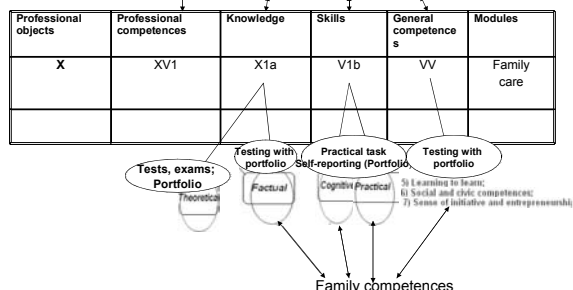 Professional objects
Professional competences
Knowledge
Skills
General competence s
Modules
X
XV1
X1a
V1b
VV
Family care
Tests, exams;
Portfolio
Testing with
portfolio
Practical task
Self-reporting (Portfolio,
Testing with
portfolio
Theoretical
Factual
Cognitive
Practical
5) Learning to learn;
6) Social and civic competences;
7) Sense of initiative and entrepreneurshi
Family competences